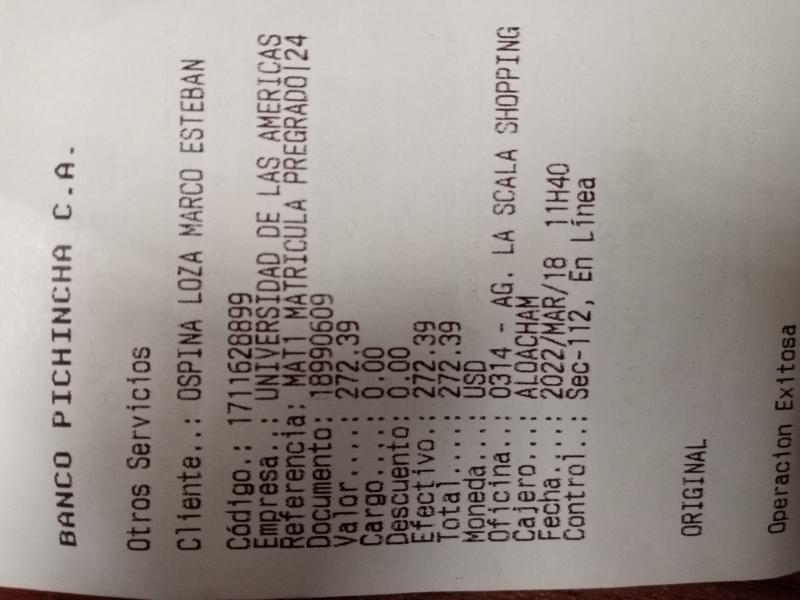 BANCO PICHINCHA C.A.
Otros Servicios
Cliente..: OSPINA LOZA MARCO ESTEBAN
Código.: 1711628899
Empresa.: UNIVERSIDAD DE LAS AMERICAS
Referencia: MAT1 MATRICULA PREGRADO|24
Documento: 18990609
Valor....: 272.39
Cargo....: 0.00
Descuento: 0.00
Efectivo.: 272.39
Total....: 272.39
Moneda...: USD
Oficina..: 0314 - AG. LA SCALA SHOPPING
Cajero...: ALOACHAM
Fecha....: 2022/MAR/18 11H40
Control..: Sec-112, En Línea
ORIGINAL
Operacion Exitosa